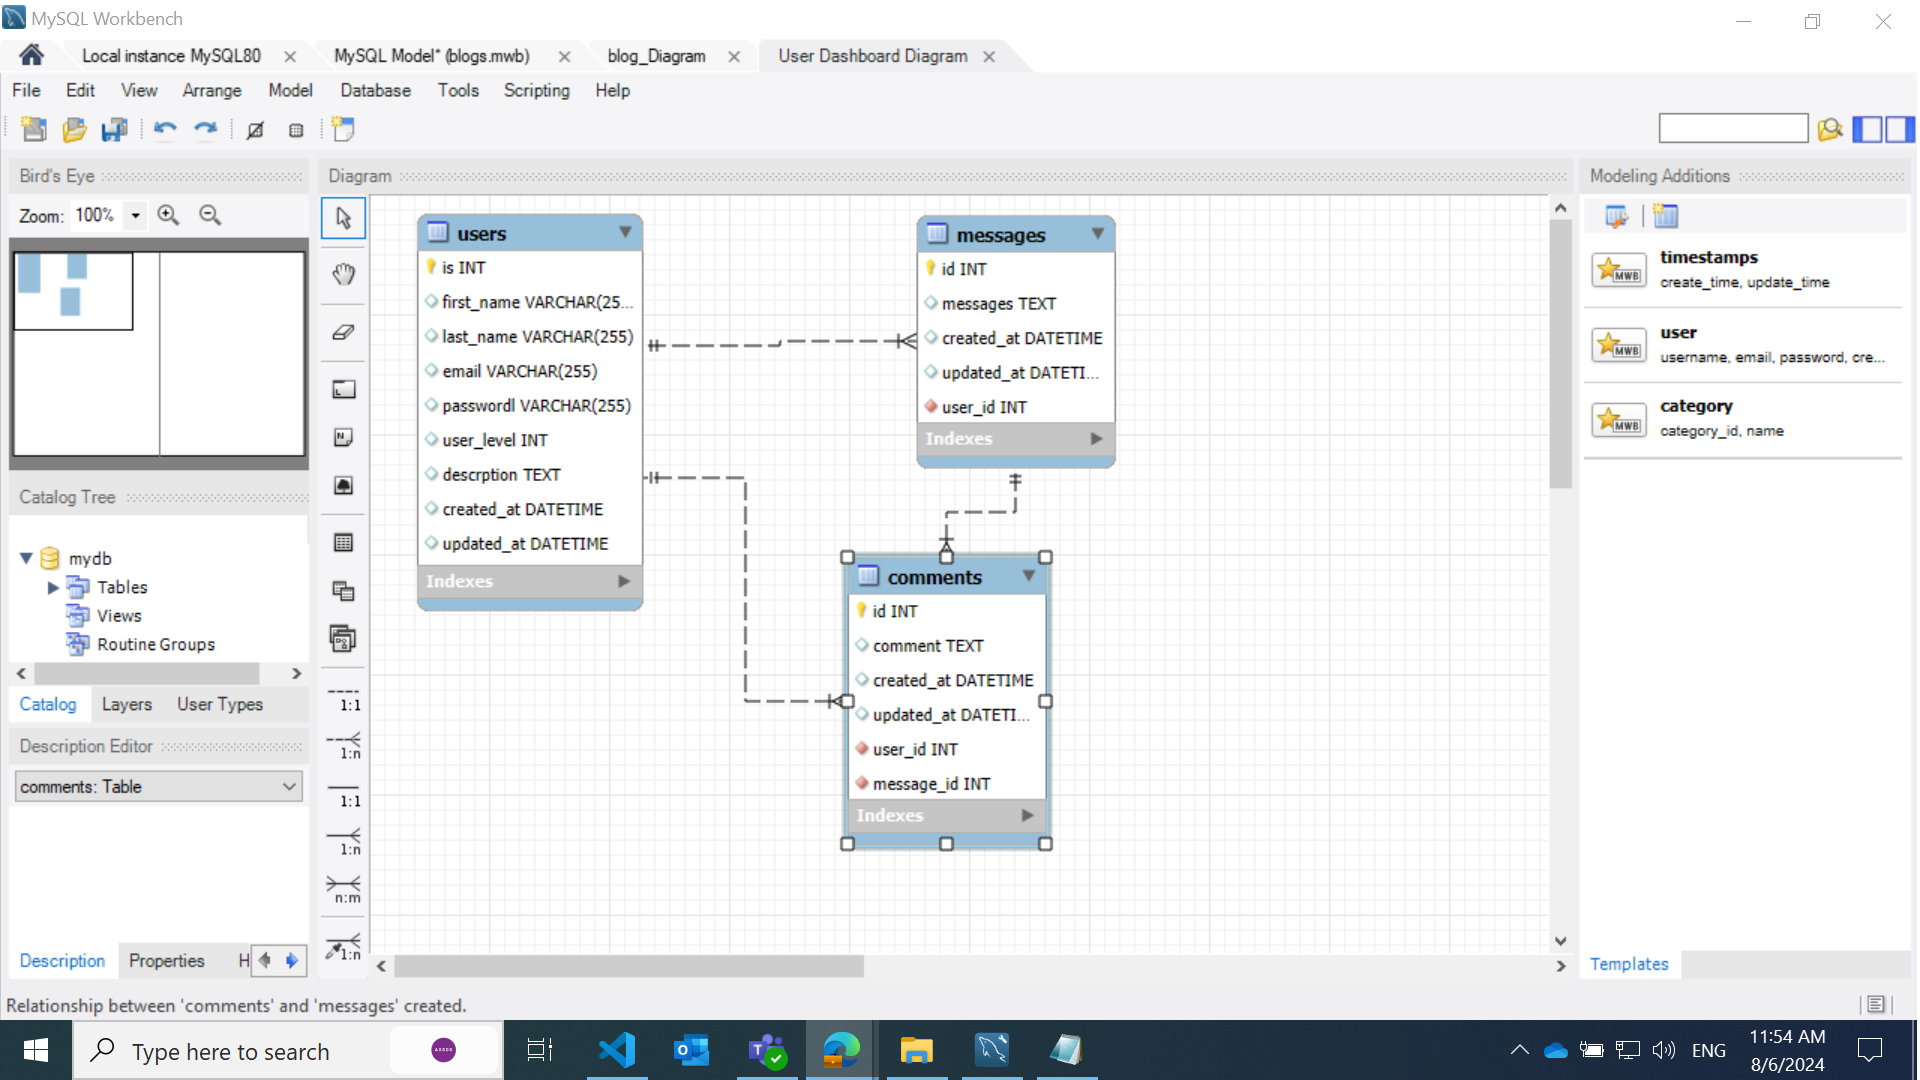 MySQL Workbench
Local instance MySQL80
MySQL Model* (blogs.mwb)
blog_Diagram
User Dashboard Diagram
File Edit View Arrange Model Database Tools Scripting Help
Bird's Eye
Zoom: 100%
Catalog Tree
mydb
Tables
Views
Routine Groups
Catalog Layers User Types
Description Editor
comments: Table
Description Properties H
Diagram
1:1
1:n
1:1
1:n
n:m
1:n
users
is INT
first_name VARCHAR(25...
last_name VARCHAR(255)
email VARCHAR(255)
passwordl VARCHAR(255)
user_level INT
descrption TEXT
created_at DATETIME
updated_at DATETIME
Indexes
messages
id INT
messages TEXT
created_at DATETIME
updated_at DATETI...
user_id INT
Indexes
comments
id INT
comment TEXT
created_at DATETIME
updated_at DATETI...
user_id INT
message_id INT
Indexes
Modeling Additions
MWB
timestamps
create_time, update_time
MWB
user
username, email, password, cre...
MWB
category
category_id, name
Templates
Relationship between 'comments' and 'messages' created.
Type here to search
ENG
11:54 AM
8/6/2024